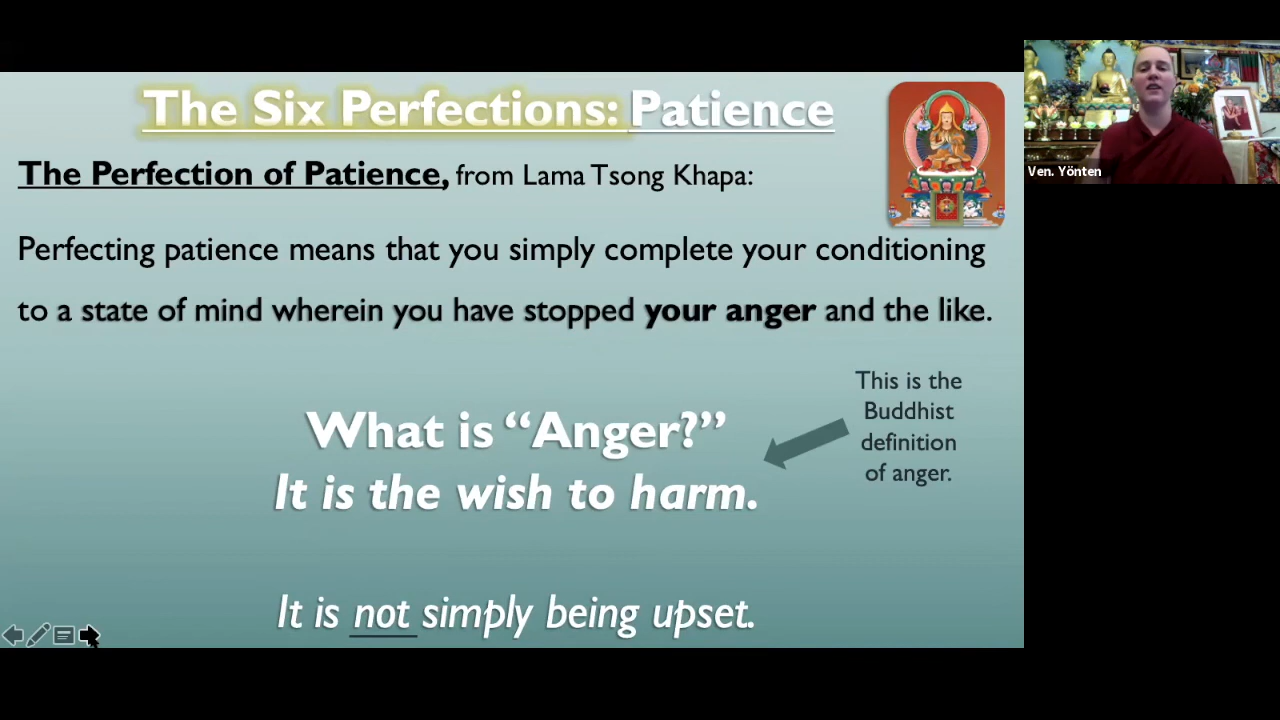 The Six Perfections: Patience
The Perfection of Patience, from Lama Tsong Khapa:
Perfecting patience means that you simply complete your conditioning
to a state of mind wherein you have stopped your anger and the like.
What is “Anger?”
It is the wish to harm.
This is the
Buddhist
definition
of anger.
It is not simply being upset.
Ven. Yönten